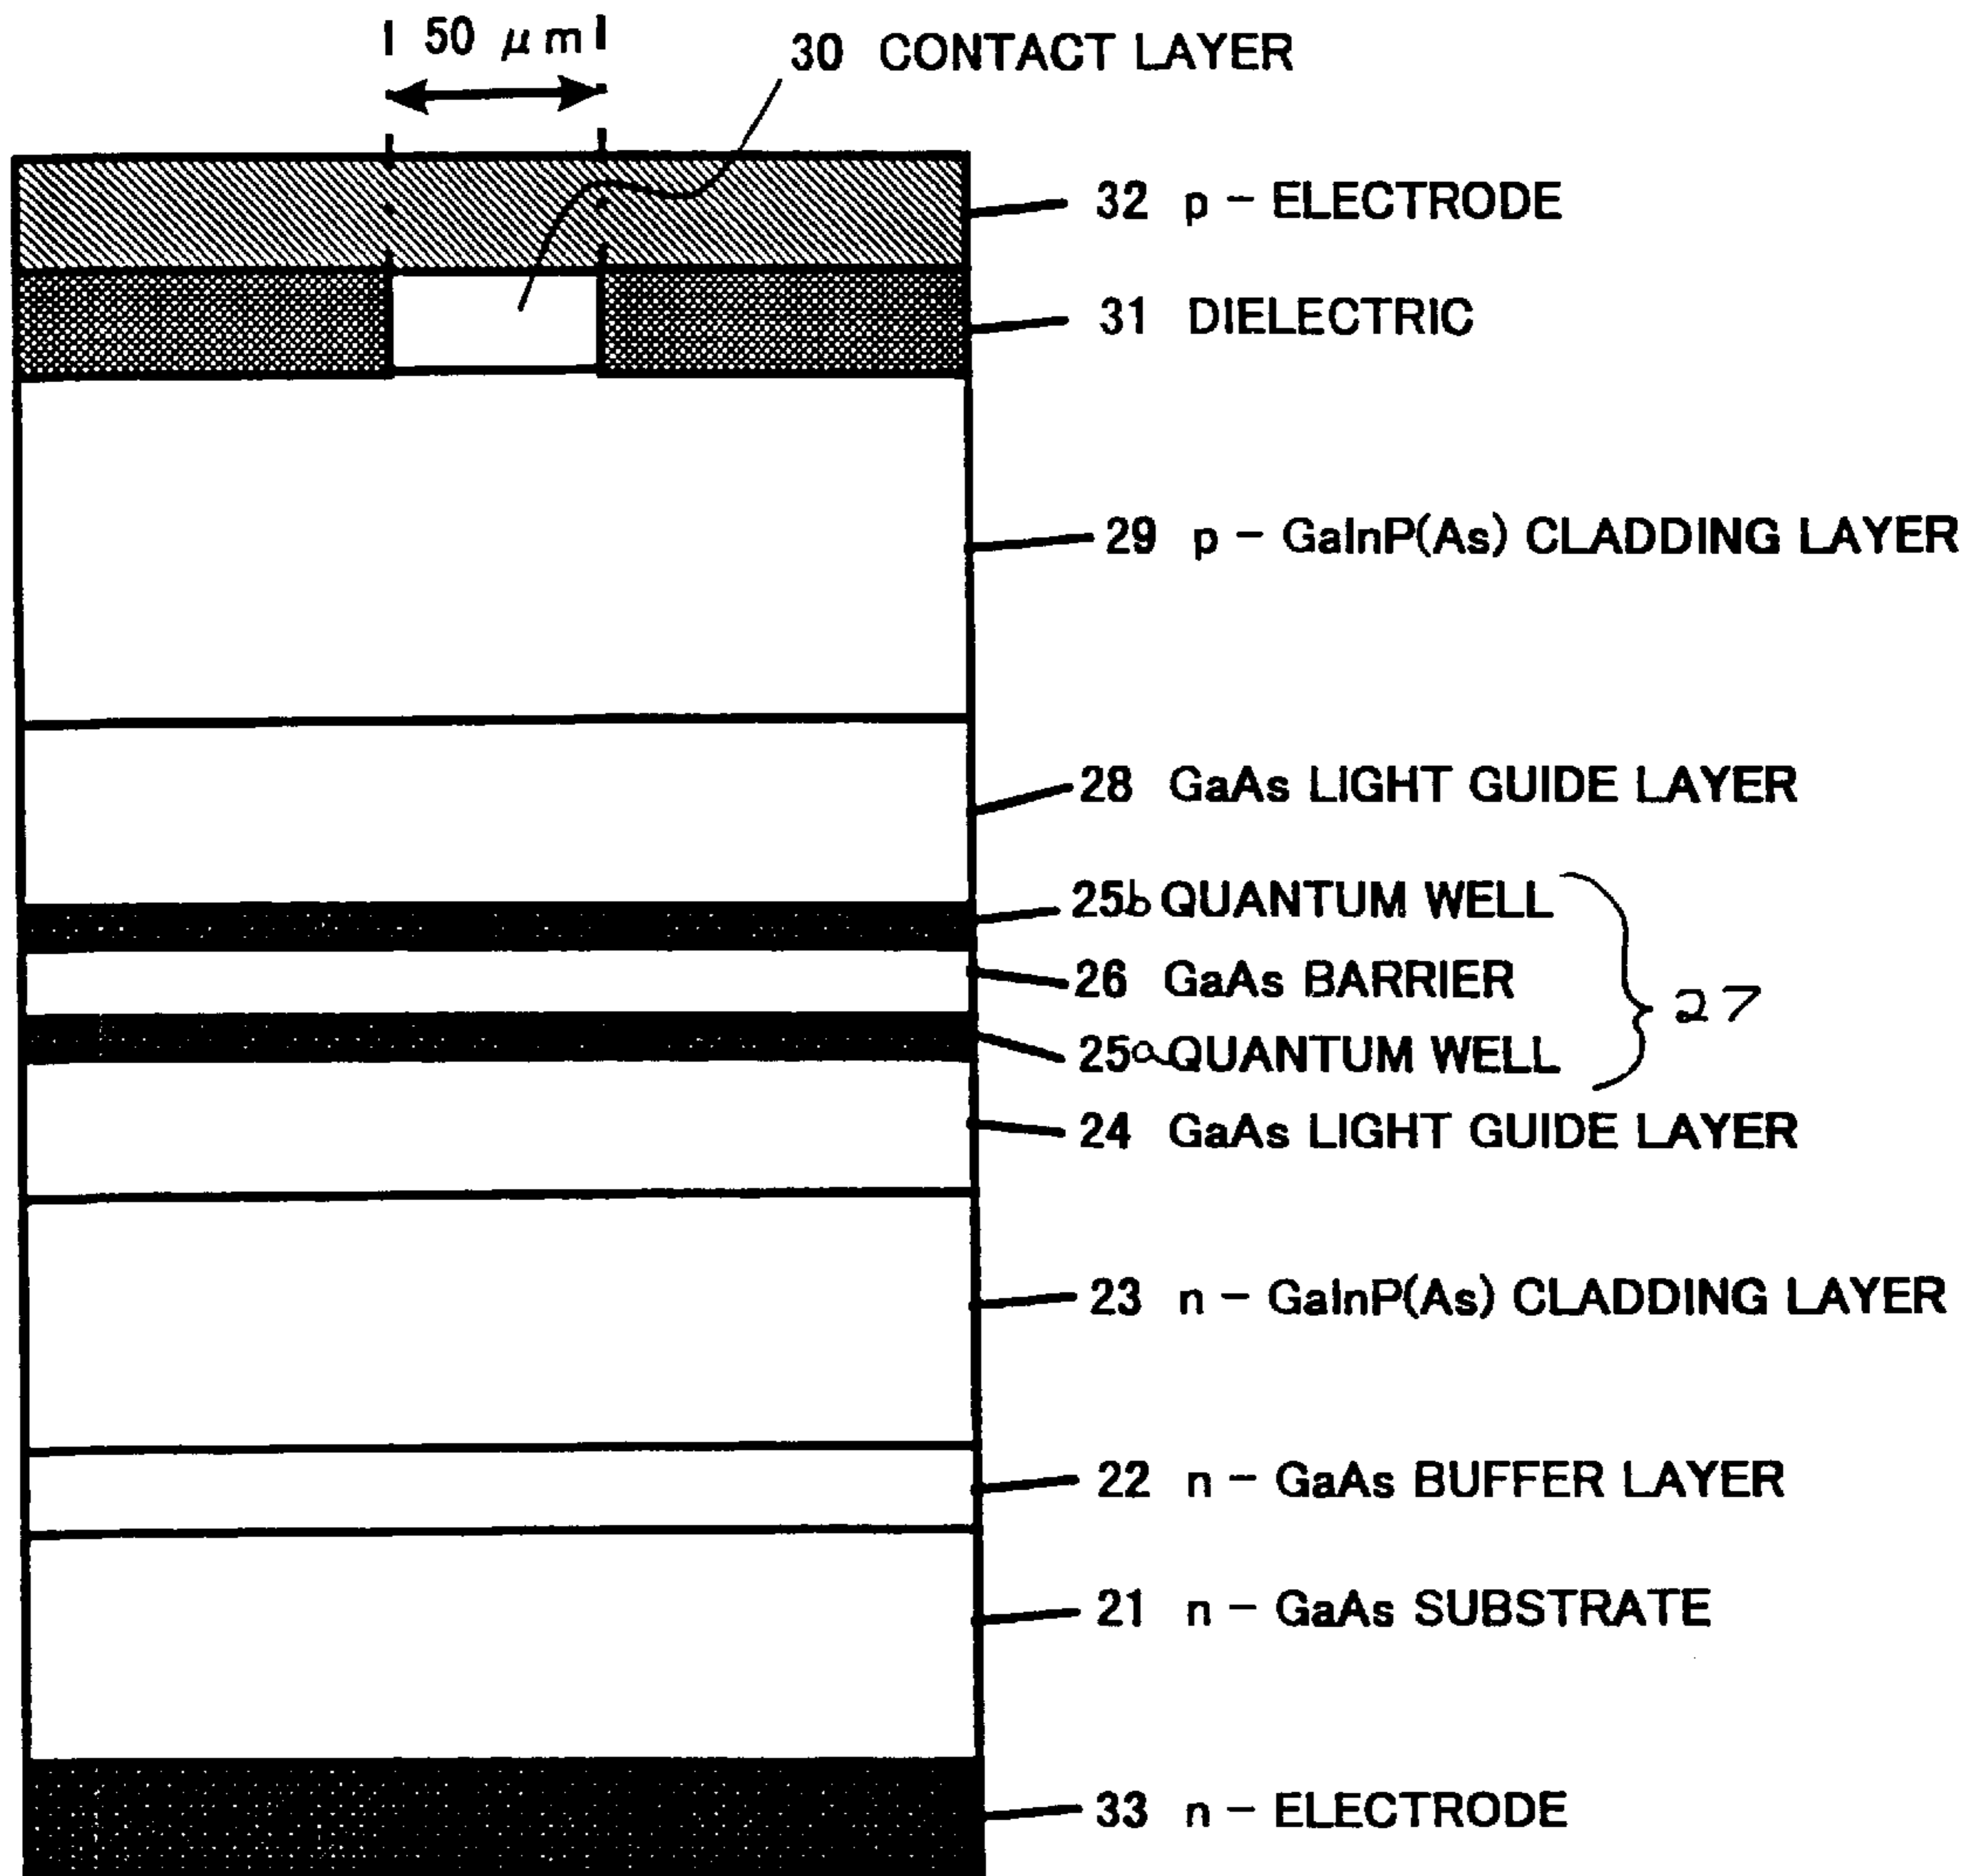 50 μm
30 CONTACT LAYER
32 p - ELECTRODE
31 DIELECTRIC
29 p - GaInP(As) CLADDING LAYER
28 GaAs LIGHT GUIDE LAYER
25b QUANTUM WELL
26 GaAs BARRIER
27
25a QUANTUM WELL
24 GaAs LIGHT GUIDE LAYER
23 n - GaInP(As) CLADDING LAYER
22 n - GaAs BUFFER LAYER
21 n - GaAs SUBSTRATE
33 n - ELECTRODE